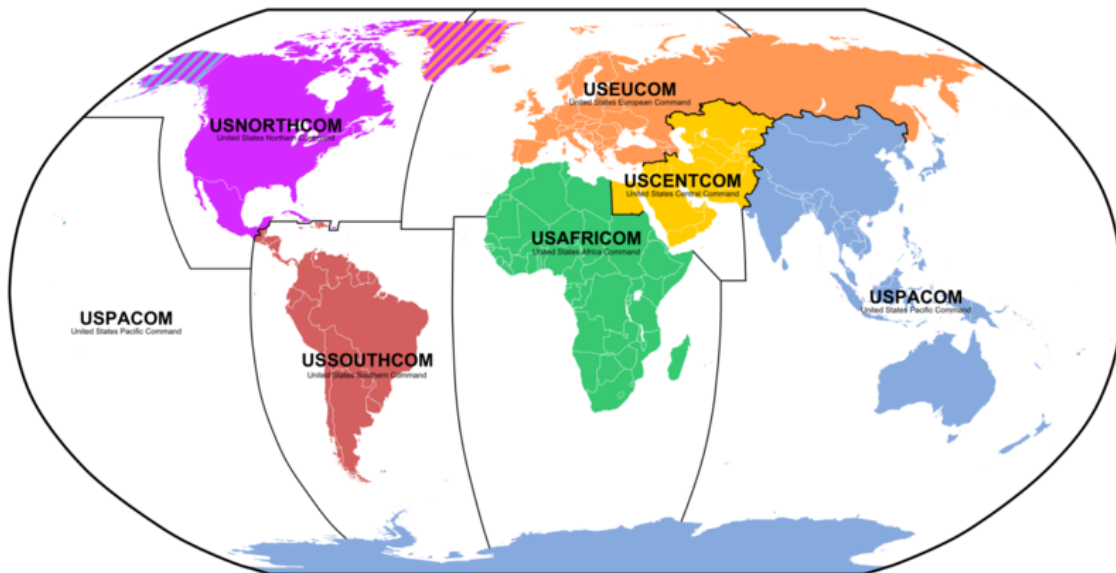 USEUCOM
United States European Command
USNORTHCOM
United States Northern Command
USCENTCOM
United States Central Command
USAFRICOM
United States Africa Command
USPACOM
United States Pacific Command
USPACOM
United States Pacific Command
USSOUTHCOM
United States Southern Command